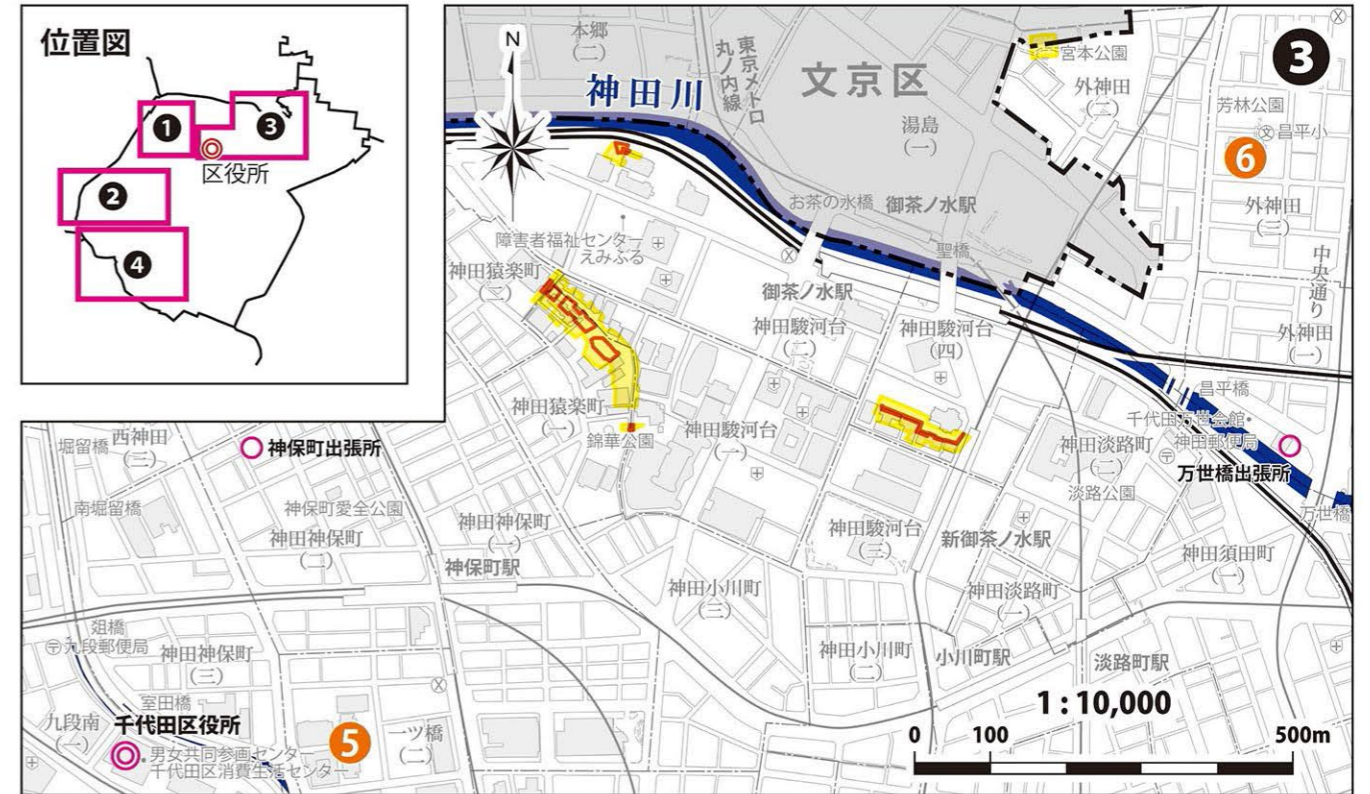 位置図
1
3
区役所
2
4
N
3
本郷
(二)
東京メトロ
丸ノ内線
文京区
神田川
湯島
(一)
宮本公園
外神田
(二)
芳林公園
文
昌平小
6
外神田
(三)
中央通り
外神田
(一)
お茶の水橋
御茶ノ水駅
聖橋
障害者福祉センター
えみふる
神田猿楽町
(二)
御茶ノ水駅
神田駿河台
(二)
神田駿河台
(四)
昌平橋
千代田万世会館・
神田郵便局
万世橋出張所
万世橋
神田猿楽町
(一)
錦華公園
神田駿河台
(一)
神田淡路町
(二)
淡路公園
堀留橋
西神田
(三)
神保町出張所
南堀留橋
神保町愛全公園
神田神保町
(二)
神田神保町
(一)
神保町駅
神田駿河台
(三)
新御茶ノ水駅
神田須田町
(一)
神田小川町
(三)
神田淡路町
(一)
俎橋
九段郵便局
神田神保町
(三)
神田小川町
(二)
小川町駅
淡路町駅
室田橋
九段南
(一)
千代田区役所
男女共同参画センター
千代田区消費生活センター
5
一ツ橋
(二)
1:10,000
0 100 500m